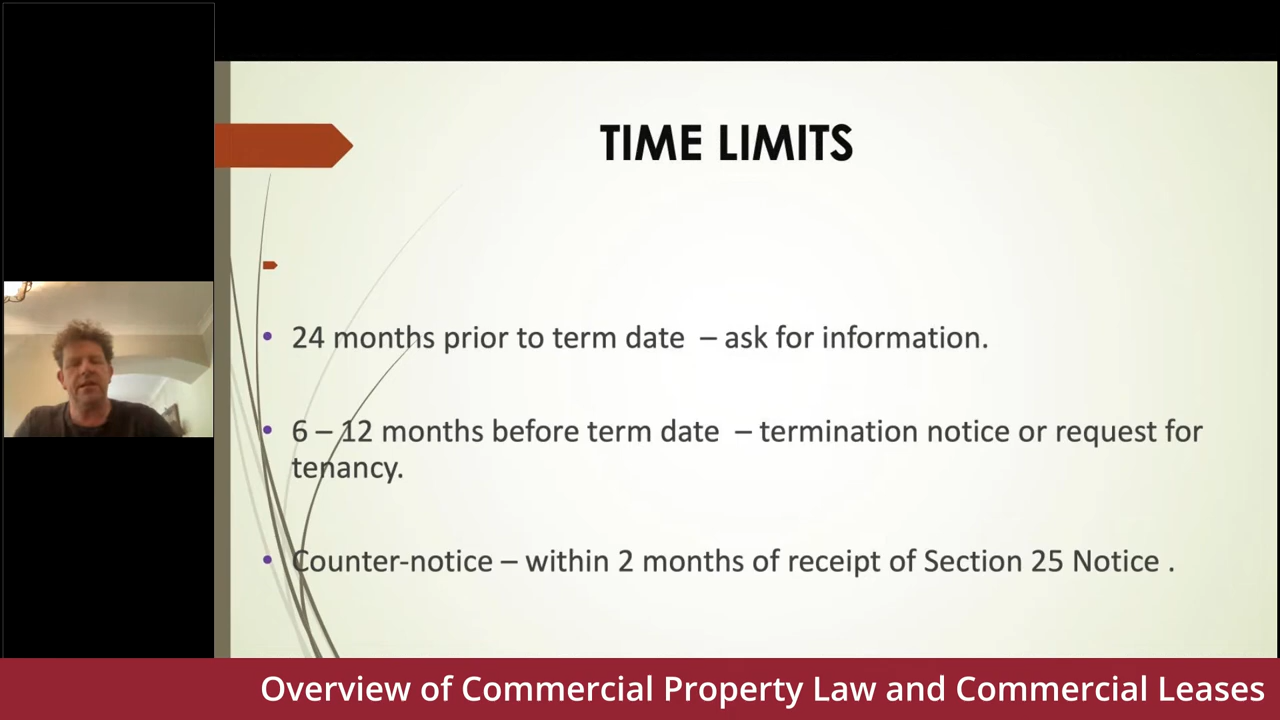 TIME LIMITS
24 months prior to term date – ask for information.
6 – 12 months before term date – termination notice or request for
tenancy.
Counter-notice – within 2 months of receipt of Section 25 Notice .
Overview of Commercial Property Law and Commercial Leases